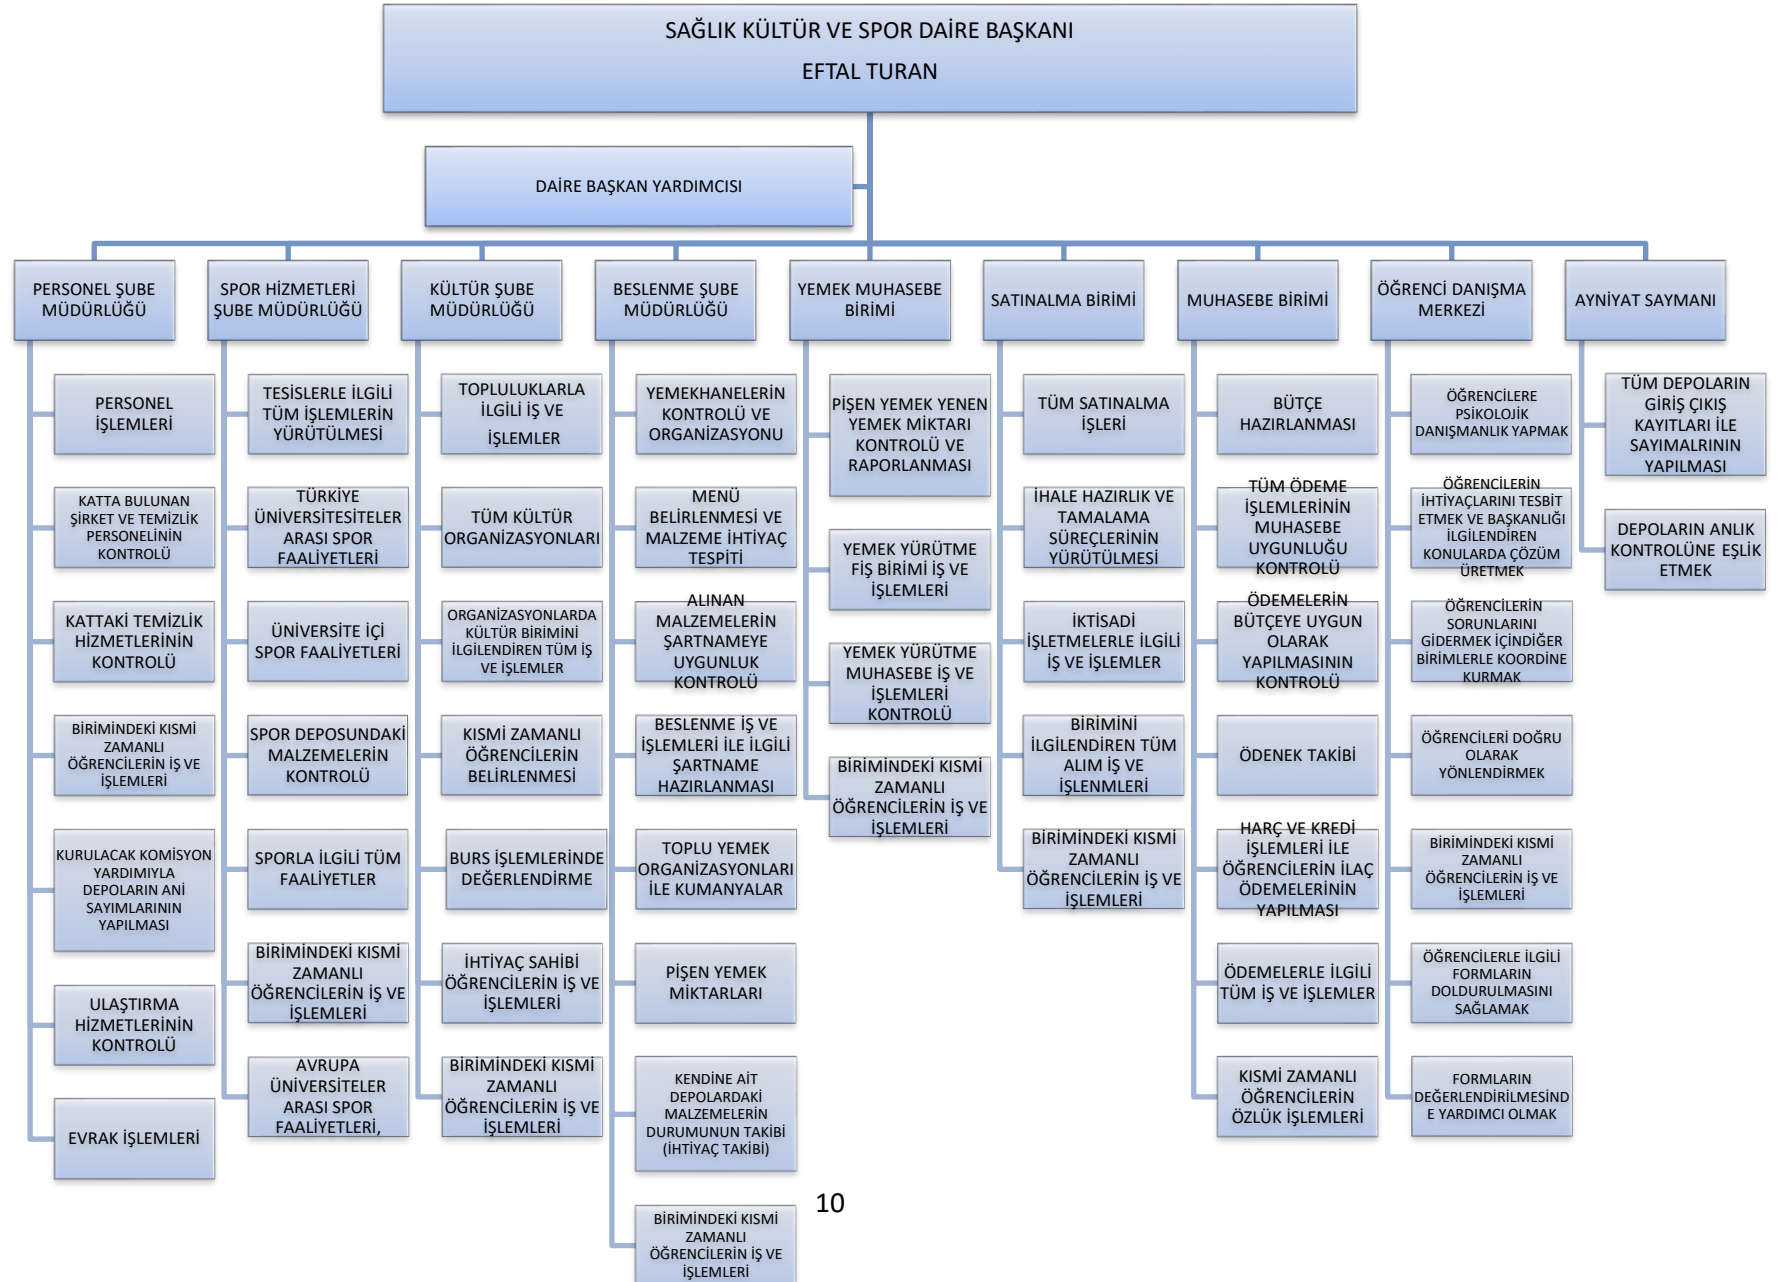 SAĞLIK KÜLTÜR VE SPOR DAİRE BAŞKANI
EFTAL TURAN
DAİRE BAŞKAN YARDIMCISI
PERSONEL ŞUBE
MÜDÜRLÜĞÜ
PERSONEL
İŞLEMLERİ
KATTA BULUNAN
ŞİRKET VE TEMİZLİK
PERSONELİNİN
KONTROLÜ
KATTAKİ TEMİZLİK
HİZMETLERİNİN
KONTROLÜ
BİRİMİNDEKİ KISMİ
ZAMANLI
ÖĞRENCİLERİN İŞ VE
İŞLEMLERİ
KURULACAK KOMİSYON
YARDIMIYLA
DEPOLARIN ANİ
SAYIMLARININ
YAPILMASI
ULAŞTIRMA
HİZMETLERİNİN
KONTROLÜ
EVRAK İŞLEMLERİ
SPOR HİZMETLERİ
ŞUBE MÜDÜRLÜĞÜ
TESİSLERLE İLGİLİ
TÜM İŞLEMLERİN
YÜRÜTÜLMESİ
TÜRKİYE
ÜNİVERSİTESİTELER
ARASI SPOR
FAALİYETLERİ
ÜNİVERSİTE İÇİ
SPOR FAALİYETLERİ
SPOR DEPOSUNDAKİ
MALZEMELERİN
KONTROLÜ
SPORLA İLGİLİ TÜM
FAALİYETLER
BİRİMİNDEKİ KISMİ
ZAMANLI
ÖĞRENCİLERİN İŞ VE
İŞLEMLERİ
AVRUPA
ÜNİVERSİTELER
ARASI SPOR
FAALİYETLERİ,
KÜLTÜR ŞUBE
MÜDÜRLÜĞÜ
TOPLULUKLARLA
İLGİLİ İŞ VE
İŞLEMLER
TÜM KÜLTÜR
ORGANİZASYONLARI
ORGANİZASYONLARDA
KÜLTÜR BİRİMİNİ
İLGİLENDİREN TÜM İŞ
VE İŞLEMLER
KISMİ ZAMANLI
ÖĞRENCİLERİN
BELİRLENMESİ
BURS İŞLEMLERİNDE
DEĞERLENDİRME
İHTİYAÇ SAHİBİ
ÖĞRENCİLERİN İŞ VE
İŞLEMLERİ
BİRİMİNDEKİ KISMİ
ZAMANLI
ÖĞRENCİLERİN İŞ VE
İŞLEMLERİ
BESLENME ŞUBE
MÜDÜRLÜĞÜ
YEMEKHANELERİN
KONTROLÜ VE
ORGANİZASYONU
MENÜ
BELİRLENMESİ VE
MALZEME İHTİYAÇ
TESPİTİ
ALINAN
MALZEMELERİN
ŞARTNAMEYE
UYGUNLUK
KONTROLÜ
BESLENME İŞ VE
İŞLEMLERİ İLE İLGİLİ
ŞARTNAME
HAZIRLANMASI
TOPLU YEMEK
ORGANİZASYONLARI
İLE KUMANYALAR
PİŞEN YEMEK
MİKTARLARI
KENDİNE AİT
DEPOLARDAKİ
MALZEMELERİN
DURUMUNUN TAKİBİ
(İHTİYAÇ TAKİBİ)
BİRİMİNDEKİ KISMİ
ZAMANLI
ÖĞRENCİLERİN İŞ VE
İŞLEMLERİ
YEMEK MUHASEBE
BİRİMİ
PİŞEN YEMEK YENEN
YEMEK MİKTARI
KONTROLÜ VE
RAPORLANMASI
YEMEK YÜRÜTME
FİŞ BİRİMİ İŞ VE
İŞLEMLERİ
YEMEK YÜRÜTME
MUHASEBE İŞ VE
İŞLEMLERİ
KONTROLÜ
BİRİMİNDEKİ KISMİ
ZAMANLI
ÖĞRENCİLERİN İŞ VE
İŞLEMLERİ
SATINALMA BİRİMİ
TÜM SATINALMA
İŞLERİ
İHALE HAZIRLIK VE
TAMALAMA
SÜREÇLERİNİN
YÜRÜTÜLMESİ
İKTİSADİ
İŞLETMELERLE İLGİLİ
İŞ VE İŞLEMLER
BİRİMİNİ
İLGİLENDİREN TÜM
ALIM İŞ VE
İŞLENMLERİ
BİRİMİNDEKİ KISMİ
ZAMANLI
ÖĞRENCİLERİN İŞ VE
İŞLEMLERİ
MUHASEBE BİRİMİ
BÜTÇE
HAZIRLANMASI
TÜM ÖDEME
İŞLEMLERİNİN
MUHASEBE
UYGUNLUĞU
KONTROLÜ
ÖDEMELERİN
BÜTÇEYE UYGUN
OLARAK
YAPILMASININ
KONTROLÜ
ÖDENEK TAKİBİ
HARÇ VE KREDİ
İŞLEMLERİ İLE
ÖĞRENCİLERİN İLAÇ
ÖDEMELERİNİN
YAPILMASI
ÖDEMELERLE İLGİLİ
TÜM İŞ VE İŞLEMLER
KISMİ ZAMANLI
ÖĞRENCİLERİN
ÖZLÜK İŞLEMLERİ
ÖĞRENCİ DANIŞMA
MERKEZİ
ÖĞRENCİLERE
PSİKOLOJİK
DANIŞMANLIK YAPMAK
ÖĞRENCİLERİN
İHTİYAÇLARINI TESBİT
ETMEK VE BAŞKANLIĞI
İLGİLENDİREN
KONULARDA ÇÖZÜM
ÜRETMEK
ÖĞRENCİLERİN
SORUNLARINI
GİDERMEK İÇİNDİĞER
BİRİMLERLE KOORDİNE
KURMAK
ÖĞRENCİLERİ DOĞRU
OLARAK
YÖNLENDİRMEK
BİRİMİNDEKİ KISMİ
ZAMANLI
ÖĞRENCİLERİN İŞ VE
İŞLEMLERİ
ÖĞRENCİLERLE İLGİLİ
FORMLARIN
DOLDURULMASINI
SAĞLAMAK
FORMLARIN
DEĞERLENDİRİLMESİND
E YARDIMCI OLMAK
AYNİYAT SAYMANI
TÜM DEPOLARIN
GİRİŞ ÇIKIŞ
KAYITLARI İLE
SAYIMALRININ
YAPILMASI
DEPOLARIN ANLIK
KONTROLÜNE EŞLİK
ETMEK
10